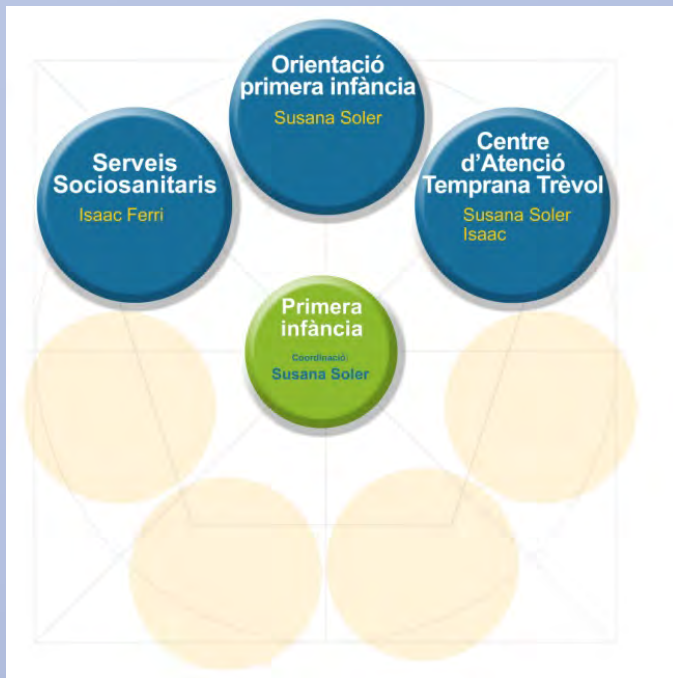 Orientació
primera infància
Susana Soler
Serveis
Sociosanitaris
Isaac Ferri
Centre
d'Atenció
Temprana Trèvol
Susana Soler
Isaac
Primera
infància
Coordinació:
Susana Soler